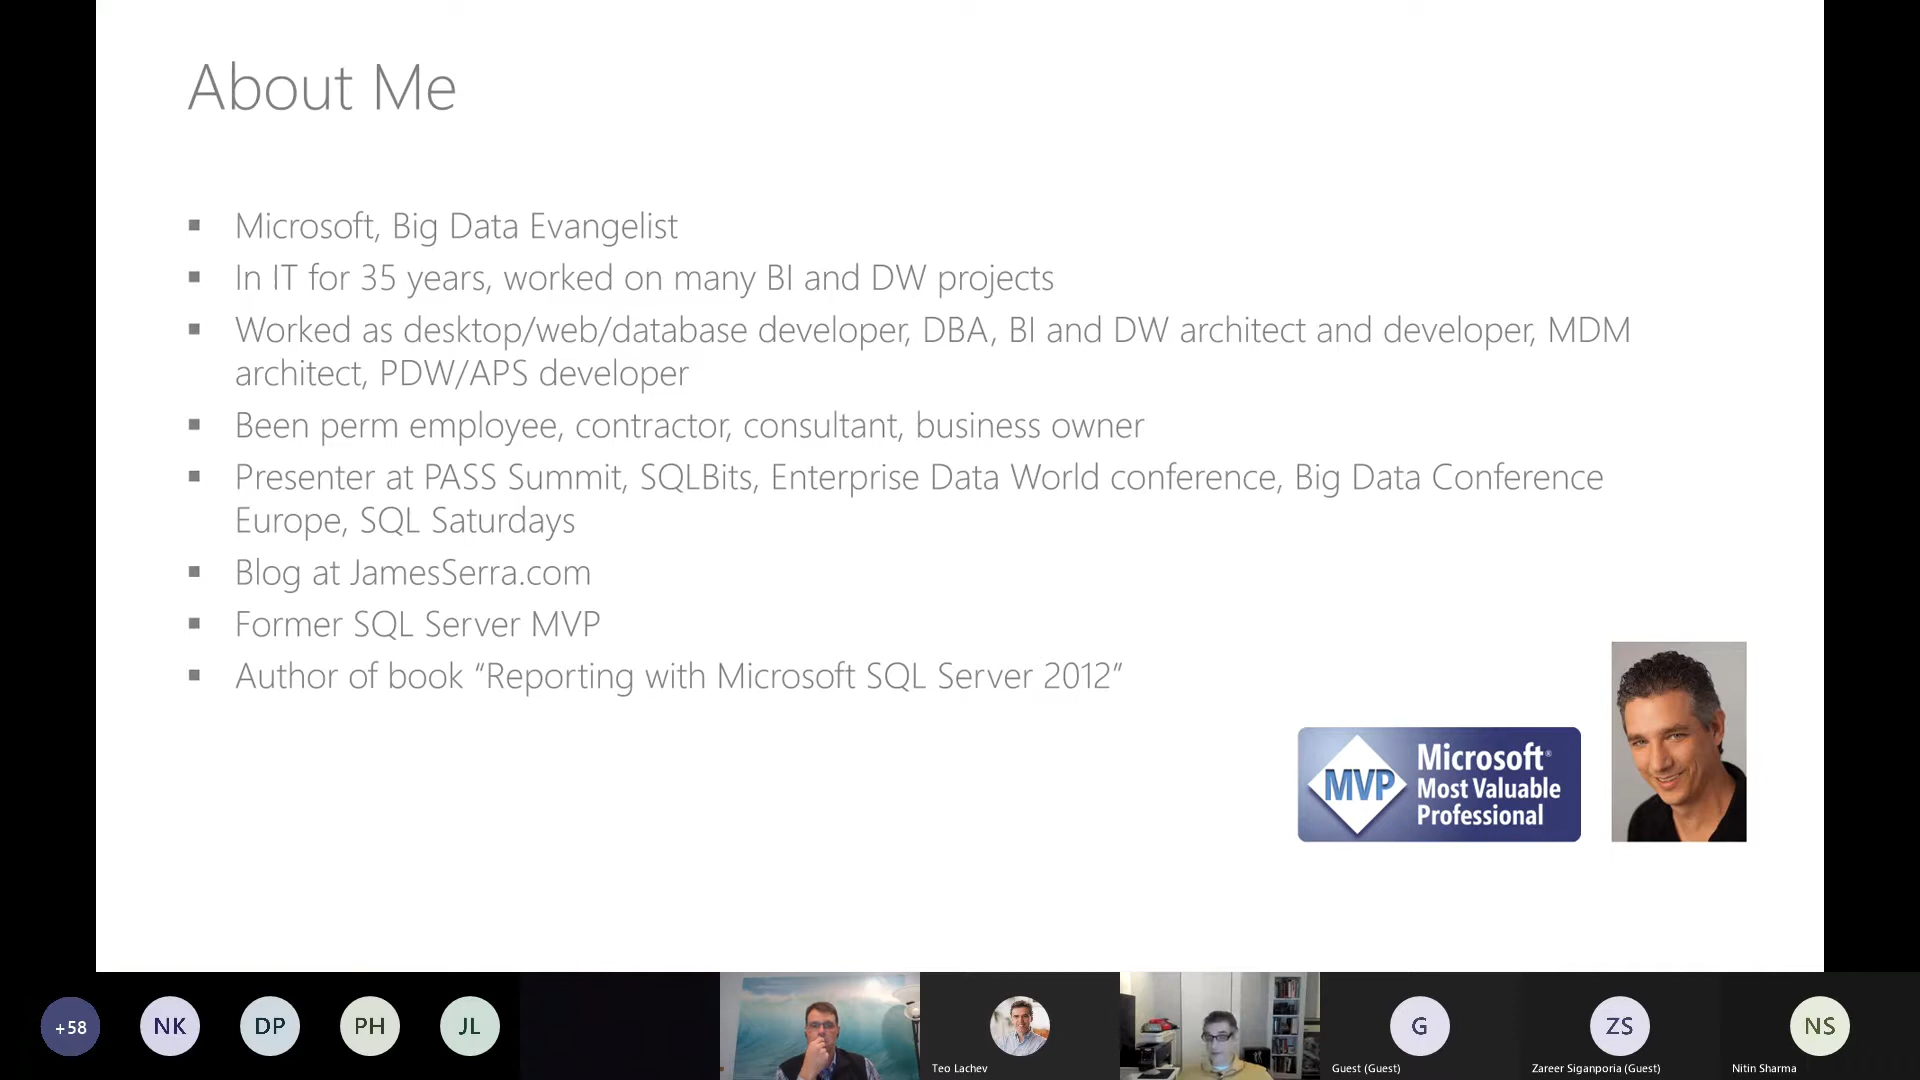 About Me
Microsoft, Big Data Evangelist
In IT for 35 years, worked on many BI and DW projects
Worked as desktop/web/database developer, DBA, BI and DW architect and developer, MDM
architect, PDW/APS developer
Been perm employee, contractor, consultant, business owner
Presenter at PASS Summit, SQLBits, Enterprise Data World conference, Big Data Conference
Europe, SQL Saturdays
Blog at JamesSerra.com
Former SQL Server MVP
Author of book “Reporting with Microsoft SQL Server 2012”
MVP
Microsoft®
Most Valuable
Professional
+58
NK
DP
PH
JL
Teo Lachev
G
Guest (Guest)
ZS
Zareer Siganporia (Guest)
NS
Nitin Sharma